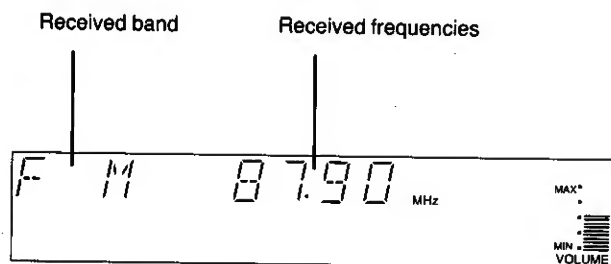 Received band Received frequencies
F M 87.90 MHz
MAX
MIN
VOLUME